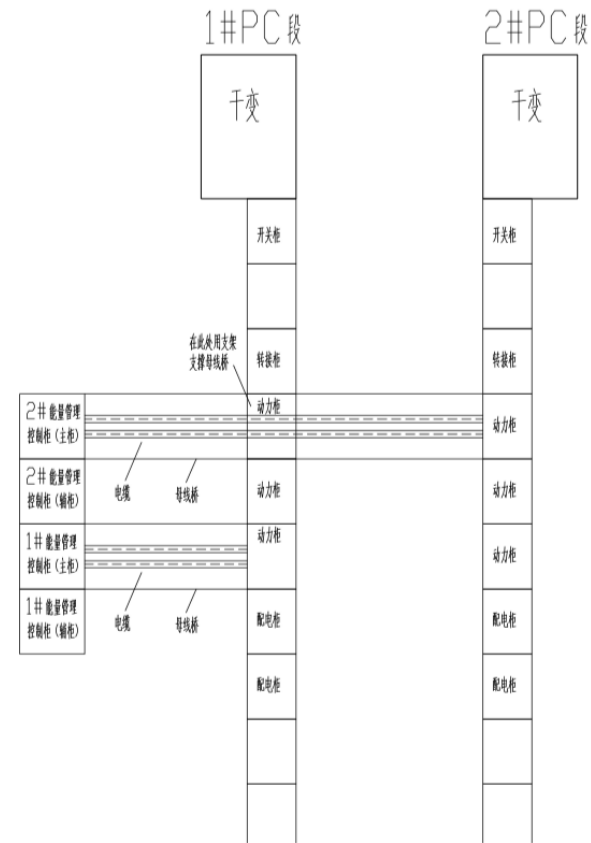 1#PC段
2#PC段
干变
干变
开关柜
开关柜
在此处用支架
支撑母线桥
转接柜
转接柜
2#能量管理
控制柜(主柜)
动力柜
动力柜
2#能量管理
控制柜(辅柜)
电缆
母线桥
动力柜
动力柜
1#能量管理
控制柜(主柜)
动力柜
动力柜
1#能量管理
控制柜(辅柜)
电缆
母线桥
配电柜
配电柜
配电柜
配电柜